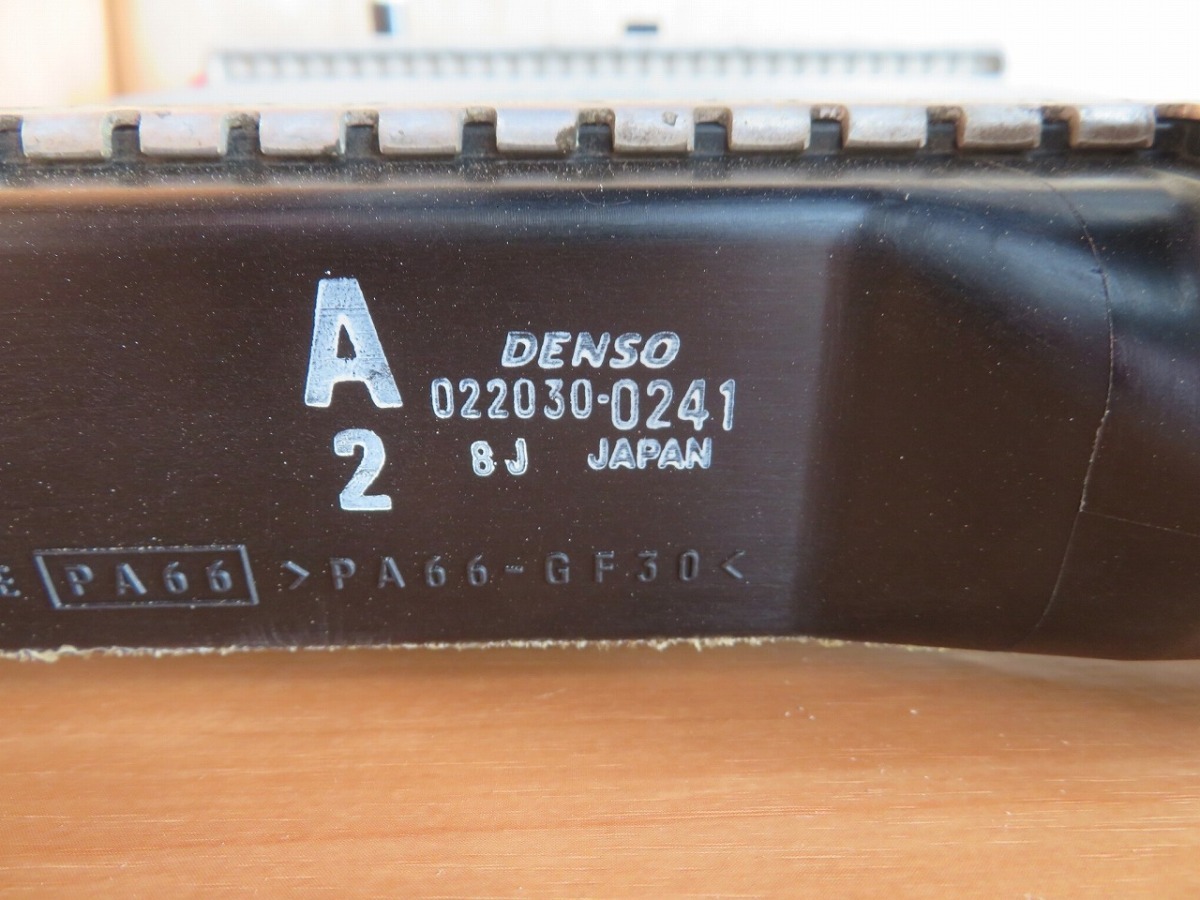 A
2
DENSO
022030-0241
8J JAPAN
PA66 >PA66-GF30<